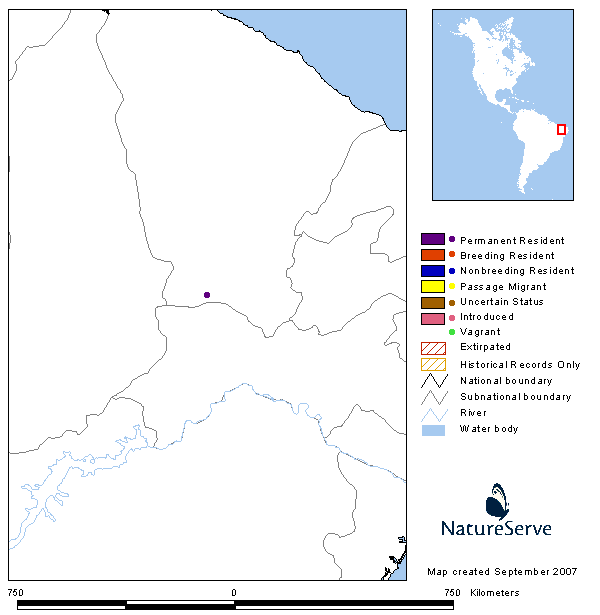 Permanent Resident
Breeding Resident
Nonbreeding Resident
Passage Migrant
Uncertain Status
Introduced
Vagrant
Extirpated
Historical Records Only
National boundary
Subnational boundary
River
Water body
NatureServe
Map created September 2007
750 0 750 Kilometers